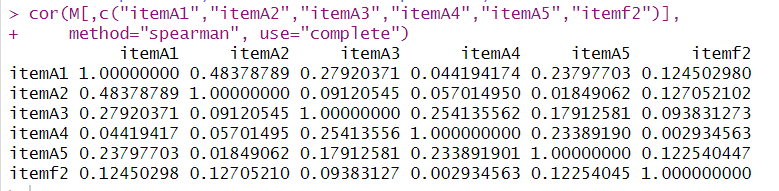 > cor(M[,c("itemA1","itemA2","itemA3","itemA4","itemA5","itemf2")],
+     method="spearman", use="complete")
           itemA1     itemA2     itemA3      itemA4     itemA5      itemf2
itemA1 1.00000000 0.48378789 0.27920371 0.044194174 0.23797703 0.124502980
itemA2 0.48378789 1.00000000 0.09120545 0.057014950 0.01849062 0.127052102
itemA3 0.27920371 0.09120545 1.00000000 0.254135562 0.17912581 0.093831273
itemA4 0.04419417 0.05701495 0.25413556 1.000000000 0.23389190 0.002934563
itemA5 0.23797703 0.01849062 0.17912581 0.233891901 1.00000000 0.122540447
itemf2 0.12450298 0.12705210 0.09383127 0.002934563 0.12254045 1.000000000